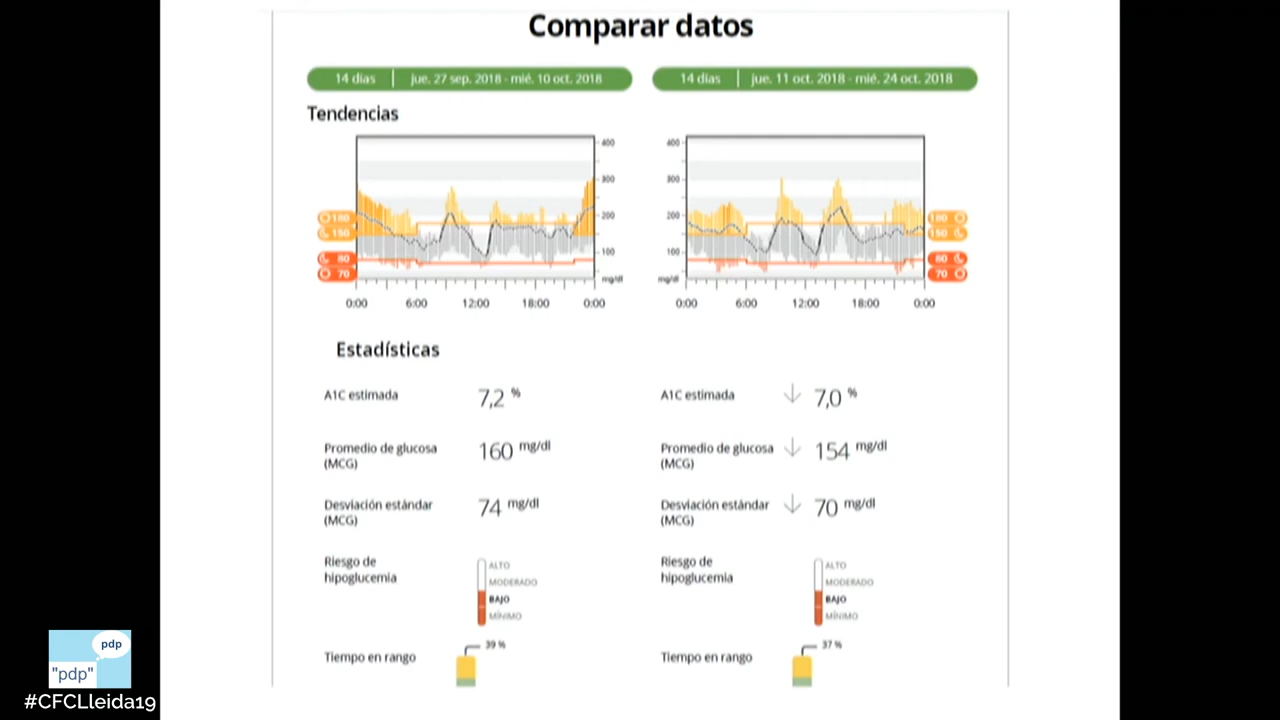 Comparar datos
14 días | jue. 27 sep. 2018 - mié. 10 oct. 2018
14 días | jue. 11 oct. 2018 - mié. 24 oct. 2018
Tendencias
400
300
200
100
mg/dl
180
150
80
70
0:00 6:00 12:00 18:00 0:00
400
300
200
100
mg/dl
180
150
80
70
0:00 6:00 12:00 18:00 0:00
Estadísticas
A1C estimada 7,2 %
A1C estimada 7,0 %
Promedio de glucosa
(MCG)
160 mg/dl
Promedio de glucosa
(MCG)
154 mg/dl
Desviación estándar
(MCG)
74 mg/dl
Desviación estándar
(MCG)
70 mg/dl
Riesgo de
hipoglucemia
ALTO
MODERADO
BAJO
MÍNIMO
Riesgo de
hipoglucemia
ALTO
MODERADO
BAJO
MÍNIMO
Tiempo en rango
39 %
Tiempo en rango
37 %
pdp
"pdp"
#CFCLleida19